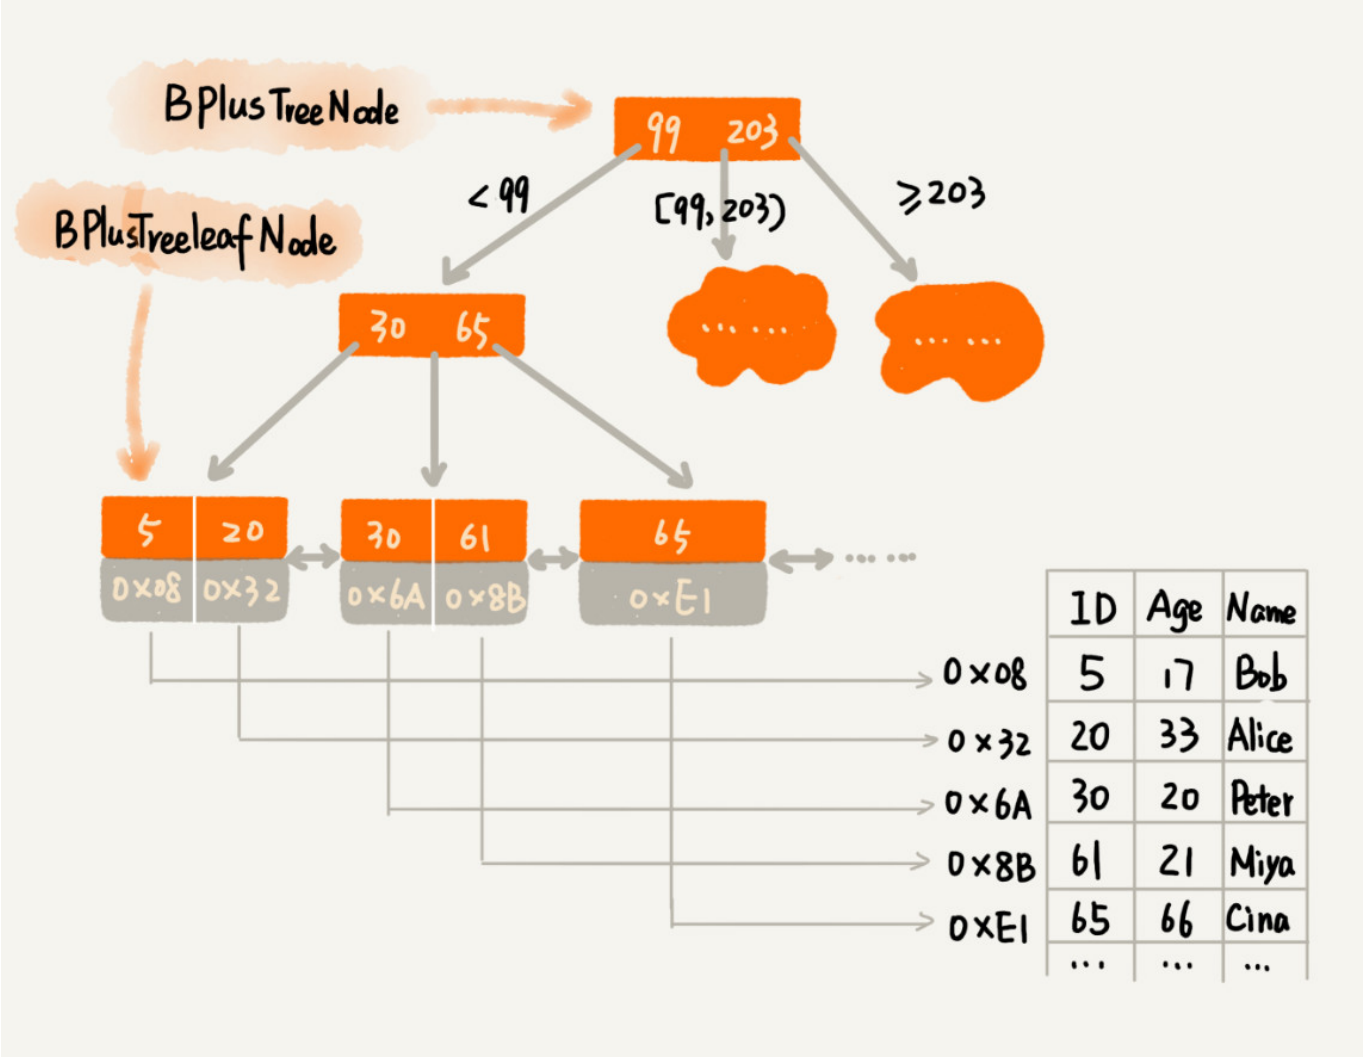 BPlusTreeNode
99 203
< 99
[99, 203)
≥203
BPlusTreeleafNode
30 65
... ...
... ...
5 20
30 61
65
... ...
0x08 0x32
0x6A 0x8B
0xE1
ID Age Name
0x08 5 17 Bob
0x32 20 33 Alice
0x6A 30 20 Peter
0x8B 61 21 Miya
0xE1 65 66 Cina
... ... ...